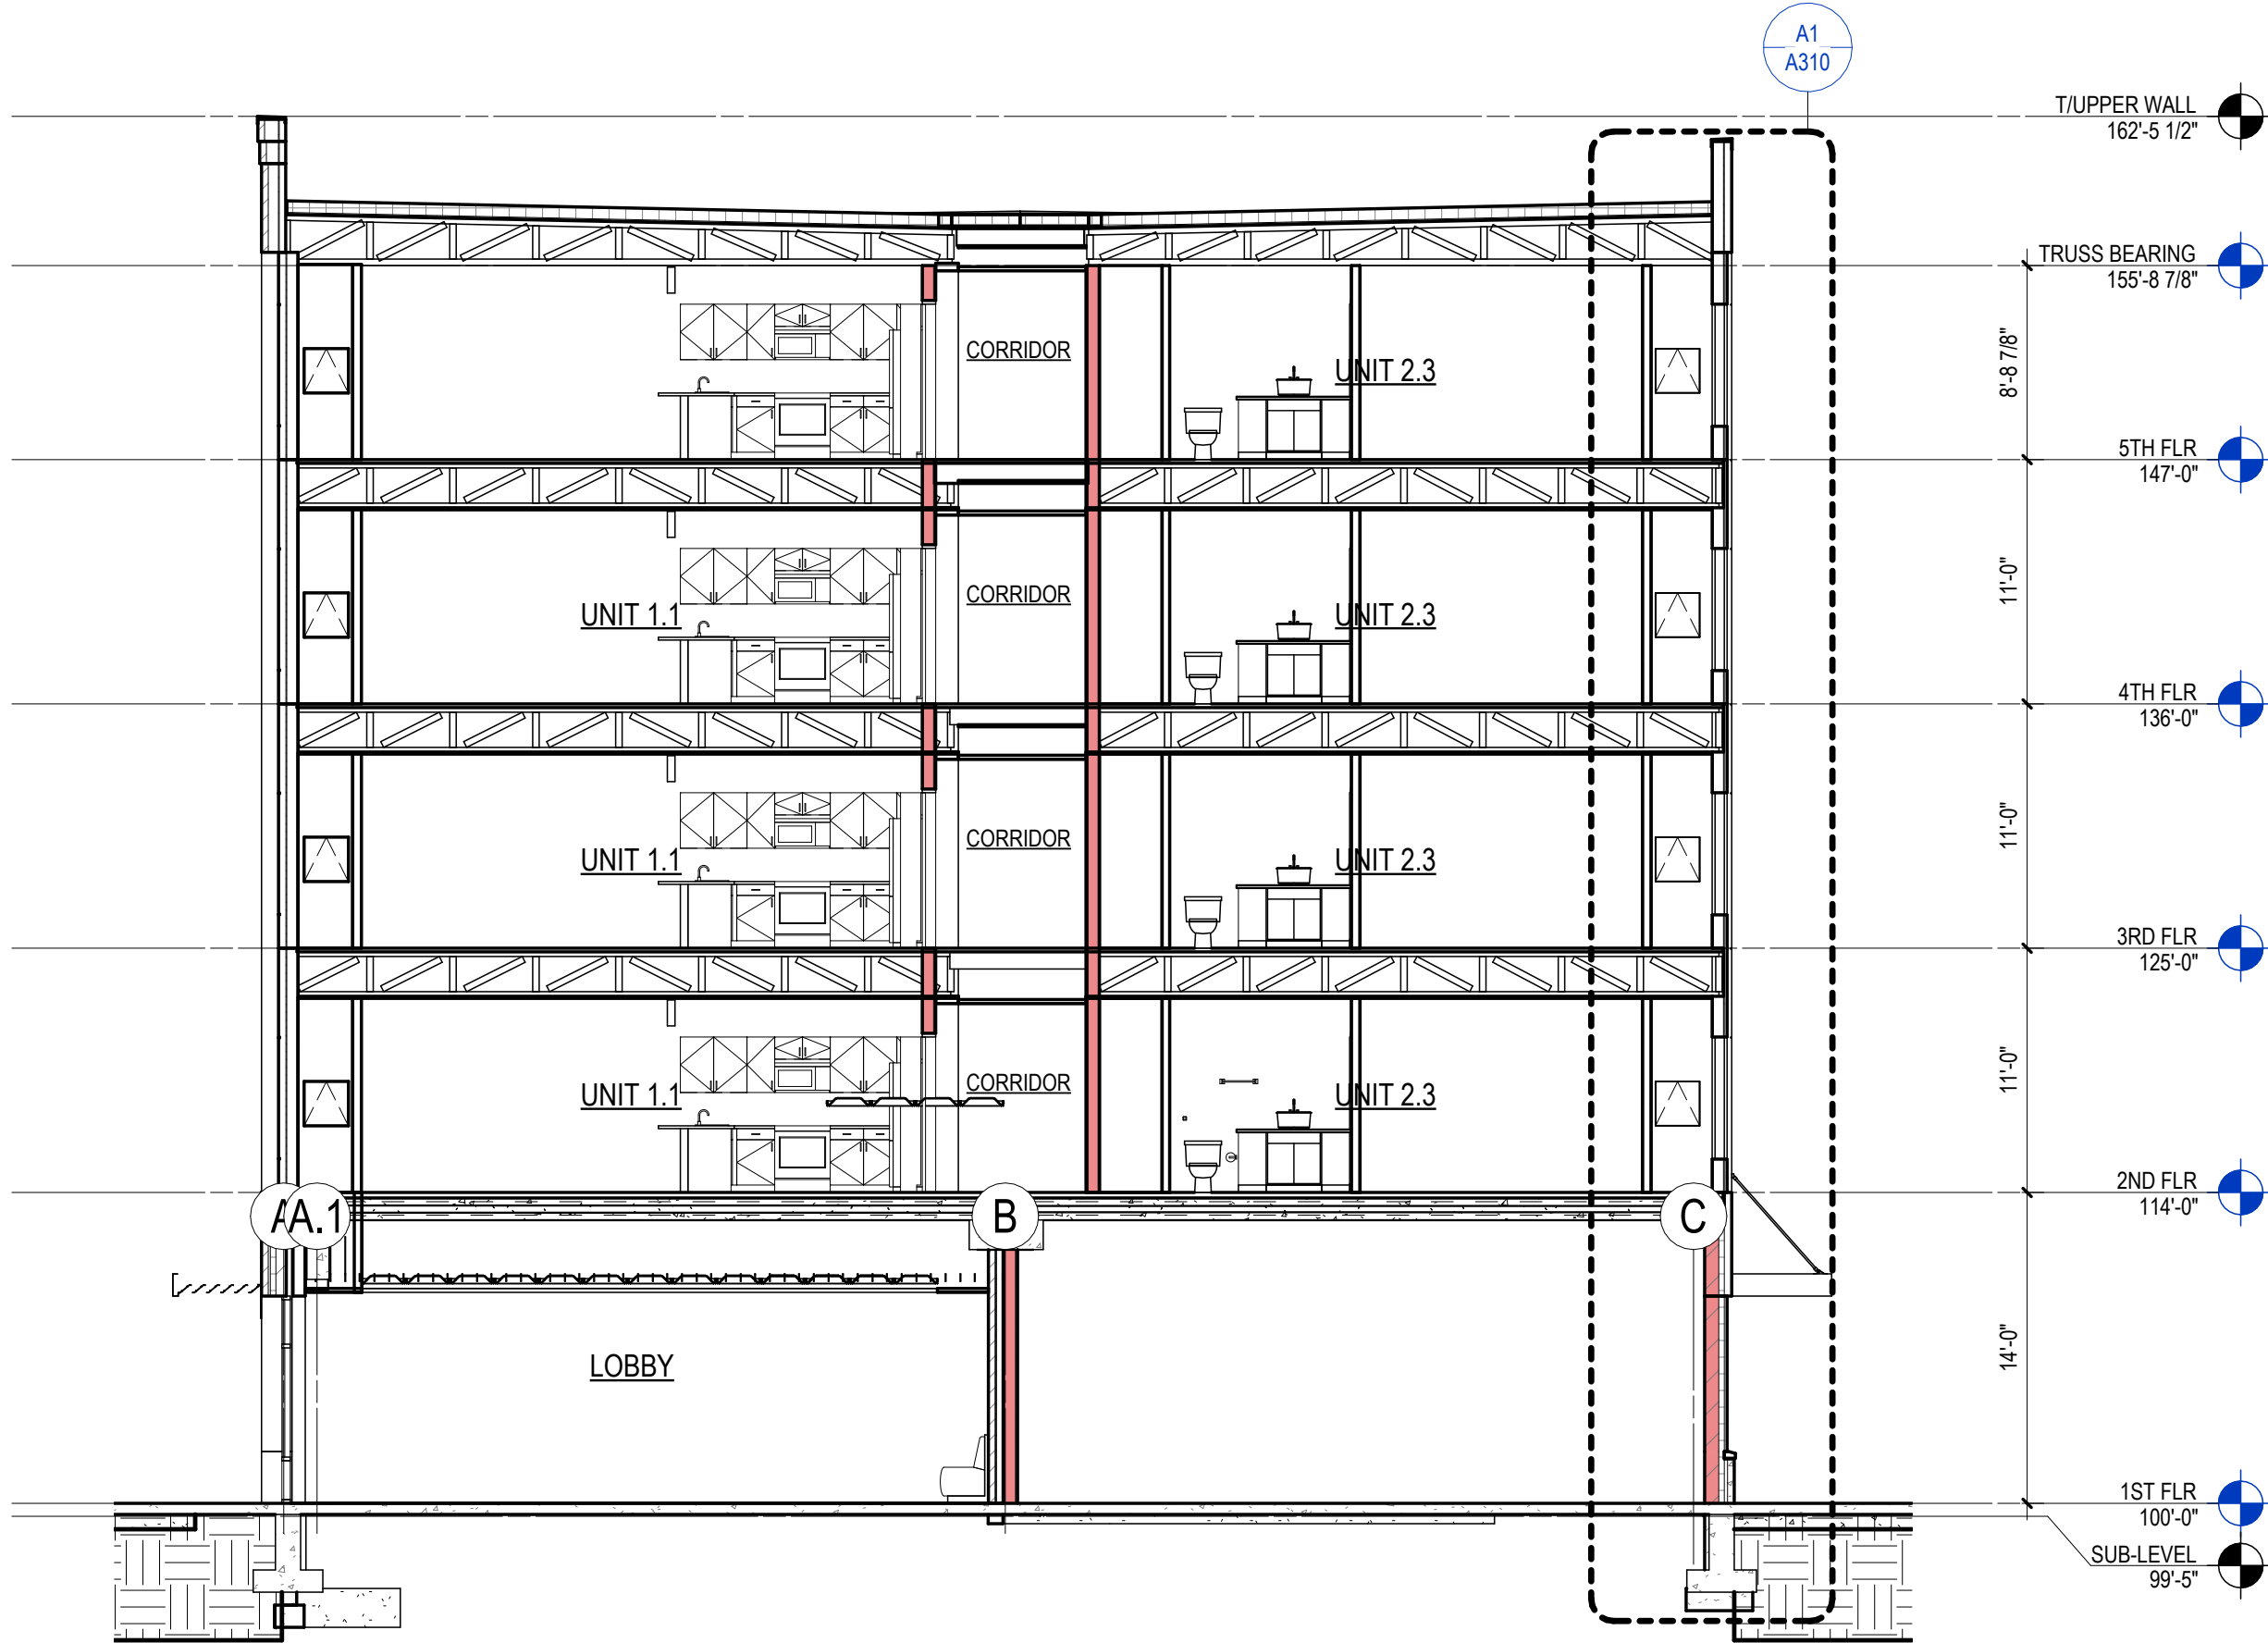 A1
A310
T/UPPER WALL
162'-5 1/2"
TRUSS BEARING
155'-8 7/8"
8'-8 7/8"
CORRIDOR
UNIT 2.3
5TH FLR
147'-0"
11'-0"
UNIT 1.1
CORRIDOR
UNIT 2.3
4TH FLR
136'-0"
11'-0"
UNIT 1.1
CORRIDOR
UNIT 2.3
3RD FLR
125'-0"
11'-0"
UNIT 1.1
CORRIDOR
UNIT 2.3
2ND FLR
114'-0"
A
A.1
B
C
14'-0"
LOBBY
1ST FLR
100'-0"
SUB-LEVEL
99'-5"